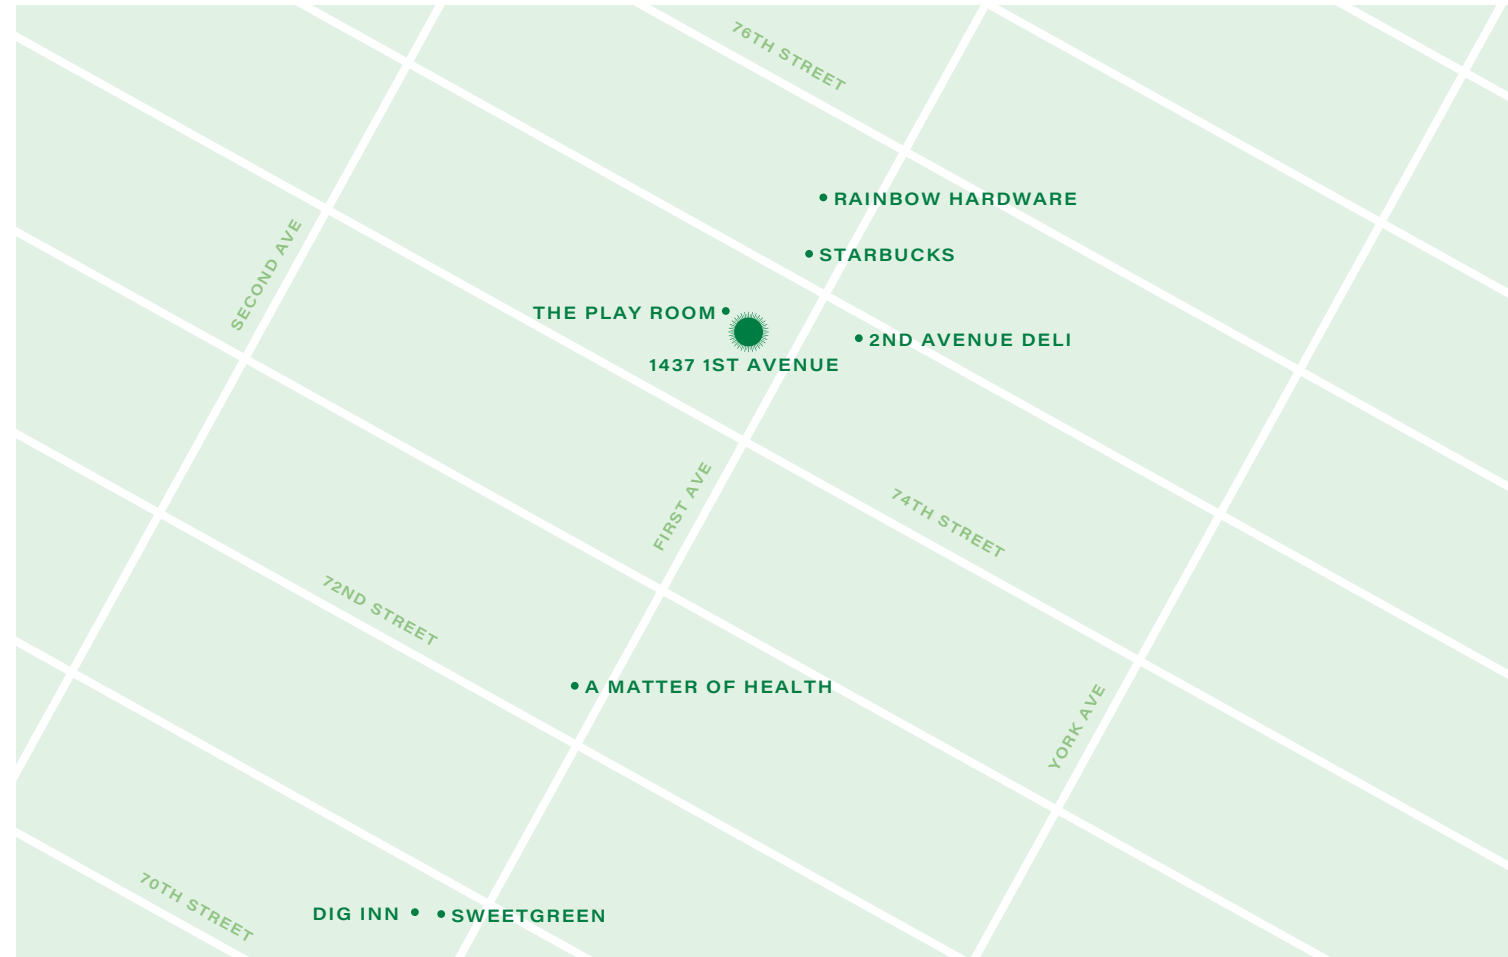 76TH STREET
RAINBOW HARDWARE
SECOND AVE
STARBUCKS
THE PLAY ROOM
2ND AVENUE DELI
1437 1ST AVENUE
FIRST AVE
74TH STREET
72ND STREET
A MATTER OF HEALTH
YORK AVE
70TH STREET
DIG INN
SWEETGREEN